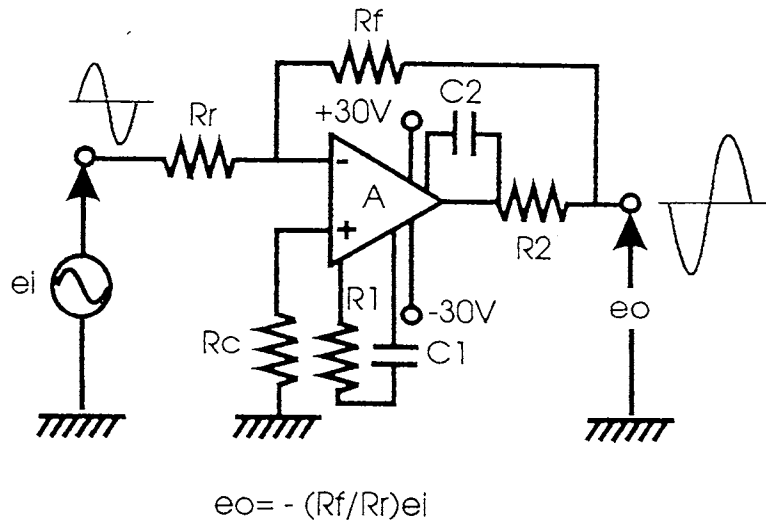 Rf
C2
+30V
Rr
-
A
+
R2
ei
R1
-30V
eo
Rc
C1
eo= - (Rf/Rr)ei